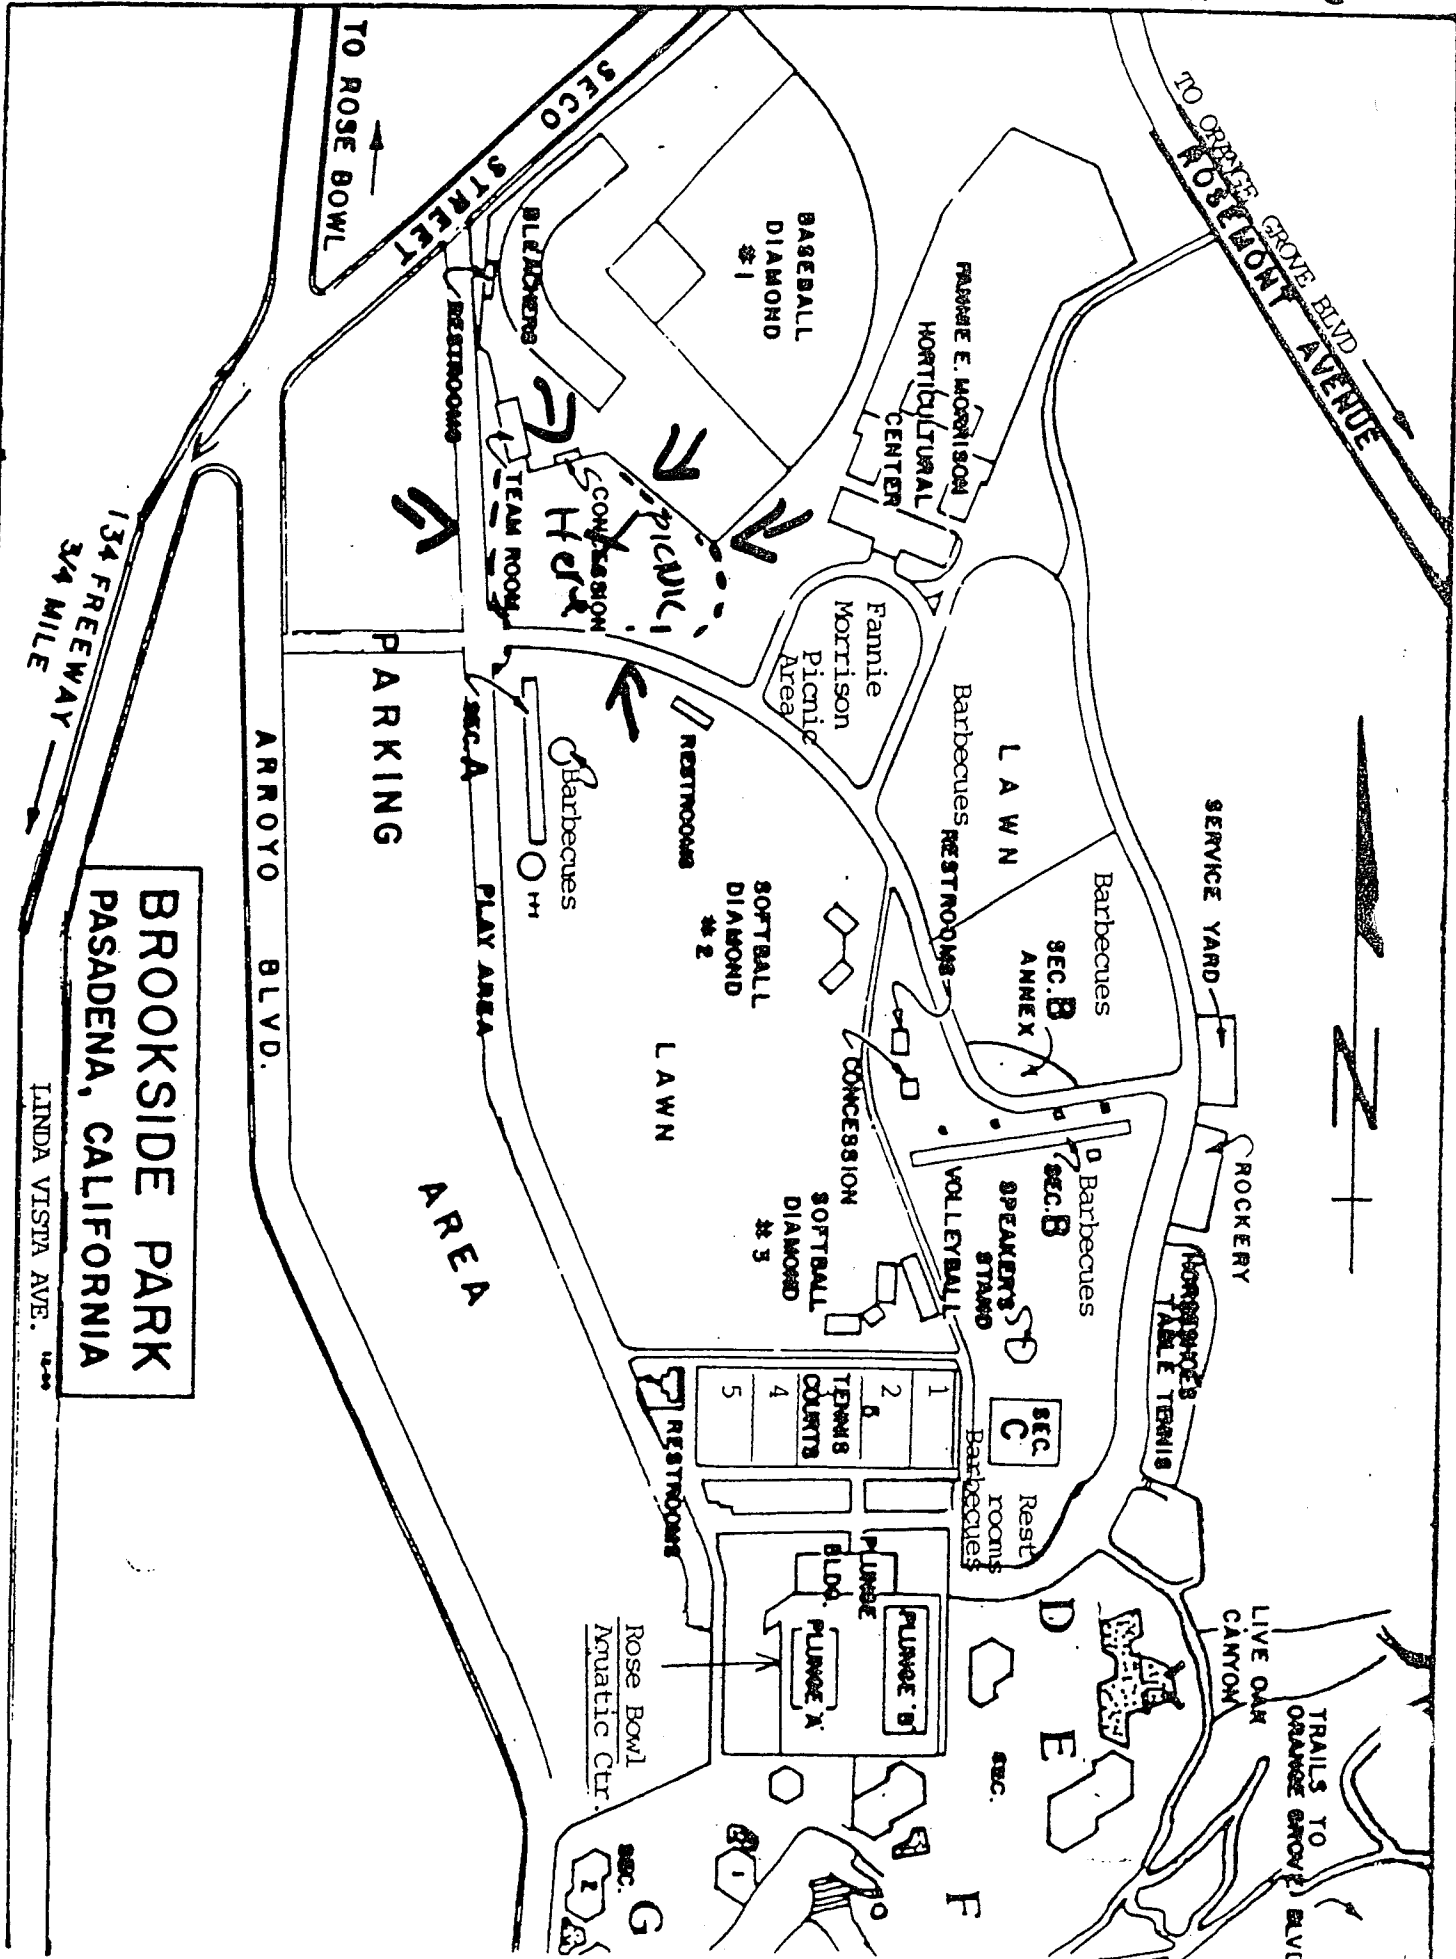 TO ORANGE GROVE BLVD
ROSEMONT AVENUE
TO ROSE BOWL
SECO STREET
BASEBALL
DIAMOND
#1
BLEACHERS
RESTROOMS
FANNIE E. MORRISON
HORTICULTURAL
CENTER
TEAM ROOM
CONCESSION
PICNIC
Here
Fannie
Morrison
Picnic
Area
LAWN
Barbecues
RESTROOMS
Barbecues
SEC. B
ANNEX
SERVICE YARD
ROCKERY
N
134 FREEWAY
3/4 MILE
PARKING
AREA
ARROYO BLVD.
SEC. A
Barbecues
PLAY AREA
RESTROOMS
SOFTBALL
DIAMOND
#2
LAWN
CONCESSION
SOFTBALL
DIAMOND
#3
VOLLEYBALL
SPEAKER'S
STAND
SEC. B
Barbecues
HORSESHOES
TABLE TENNIS
SEC.
C
Rest
rooms
Barbecues
1
2
TENNIS
COURTS
4
5
RESTROOMS
PLUNGE
BLDG.
PLUNGE 'B'
PLUNGE 'A'
Rose Bowl
Aquatic Ctr.
D
E
SEC.
F
G
SEC.
1
2
LIVE OAK
CANYON
TRAILS TO
ORANGE GROVE BLVD
BROOKSIDE PARK
PASADENA, CALIFORNIA
LINDA VISTA AVE.